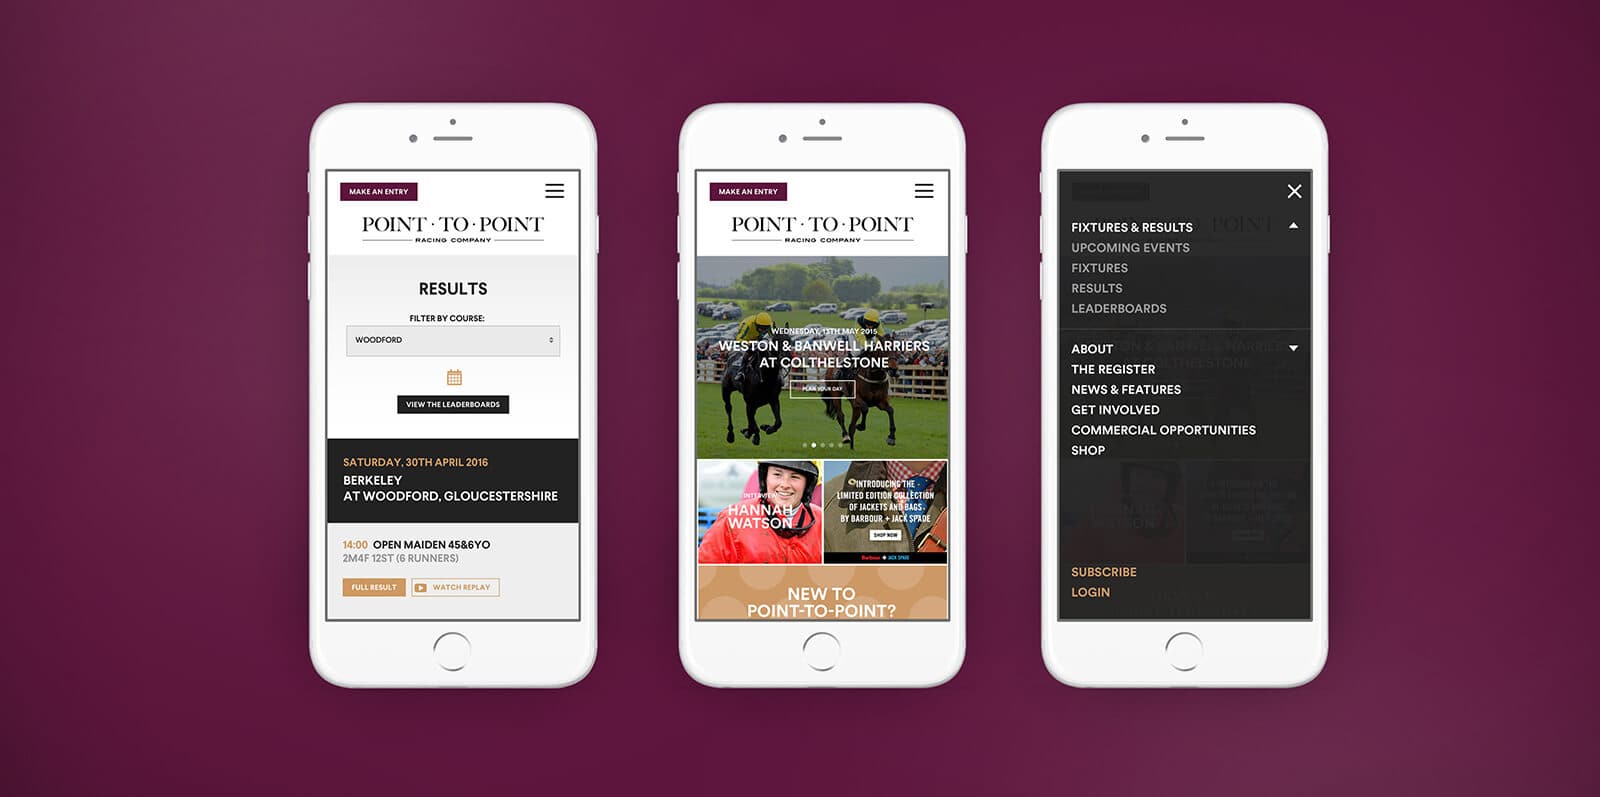 MAKE AN ENTRY
POINT · TO · POINT
RACING COMPANY
RESULTS
FILTER BY COURSE:
WOODFORD
VIEW THE LEADERBOARDS
SATURDAY, 30TH APRIL 2016
BERKELEY
AT WOODFORD, GLOUCESTERSHIRE
14:00 OPEN MAIDEN 45&6YO
2M4F 12ST (6 RUNNERS)
FULL RESULT
WATCH REPLAY
MAKE AN ENTRY
POINT · TO · POINT
RACING COMPANY
WEDNESDAY, 13TH MAY 2015
WESTON & BANWELL HARRIERS
AT COLTHELSTONE
PLAN YOUR DAY
INTERVIEW
HANNAH
WATSON
INTRODUCING THE
LIMITED EDITION COLLECTION
OF JACKETS AND BAGS
BY BARBOUR + JACK SPADE
SHOP NOW
Barbour + JACK SPADE
NEW TO
POINT-TO-POINT?
FIXTURES & RESULTS
UPCOMING EVENTS
FIXTURES
RESULTS
LEADERBOARDS
ABOUT
THE REGISTER
NEWS & FEATURES
GET INVOLVED
COMMERCIAL OPPORTUNITIES
SHOP
SUBSCRIBE
LOGIN